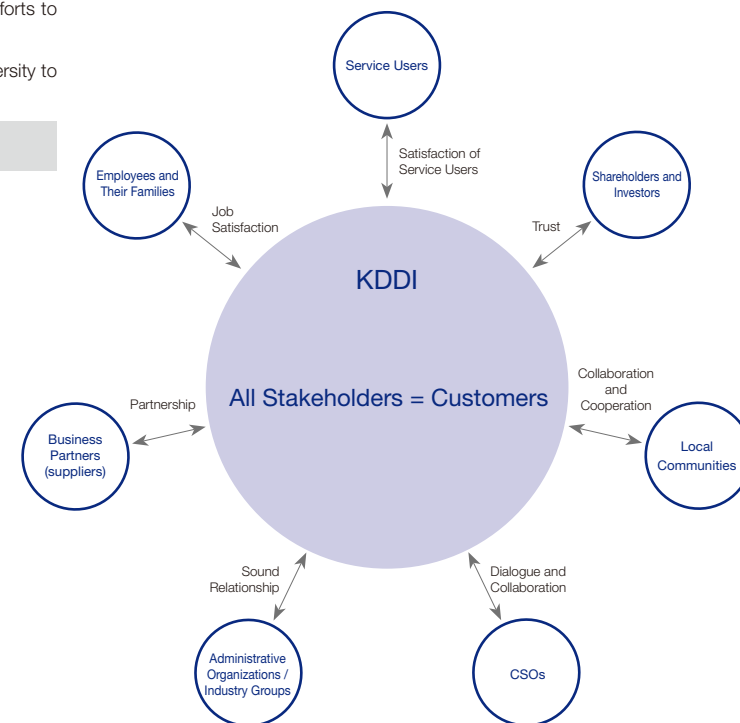 forts to
ersity to
Service Users
Satisfaction of
Service Users
Employees and
Their Families
Job
Satisfaction
Shareholders and
Investors
Trust
KDDI
All Stakeholders = Customers
Collaboration
and
Cooperation
Local
Communities
Partnership
Business
Partners
(suppliers)
Sound
Relationship
Administrative
Organizations /
Industry Groups
Dialogue and
Collaboration
CSOs